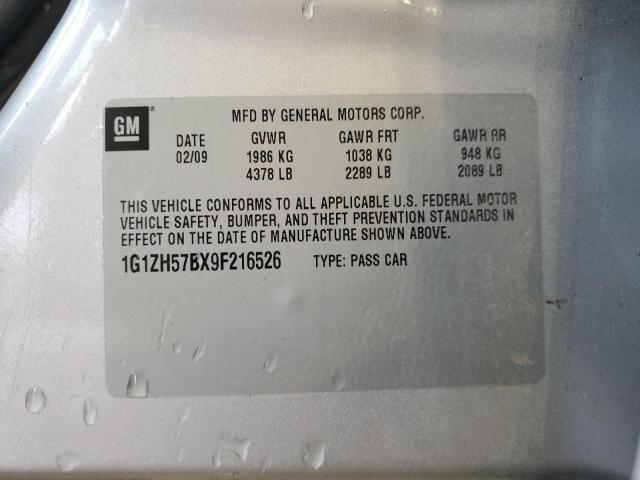 GM
MFD BY GENERAL MOTORS CORP.
DATE GVWR GAWR FRT GAWR RR
02/09 1986 KG 1038 KG 948 KG
4378 LB 2289 LB 2089 LB
THIS VEHICLE CONFORMS TO ALL APPLICABLE U.S. FEDERAL MOTOR
VEHICLE SAFETY, BUMPER, AND THEFT PREVENTION STANDARDS IN
EFFECT ON THE DATE OF MANUFACTURE SHOWN ABOVE.
1G1ZH57BX9F216526 TYPE: PASS CAR